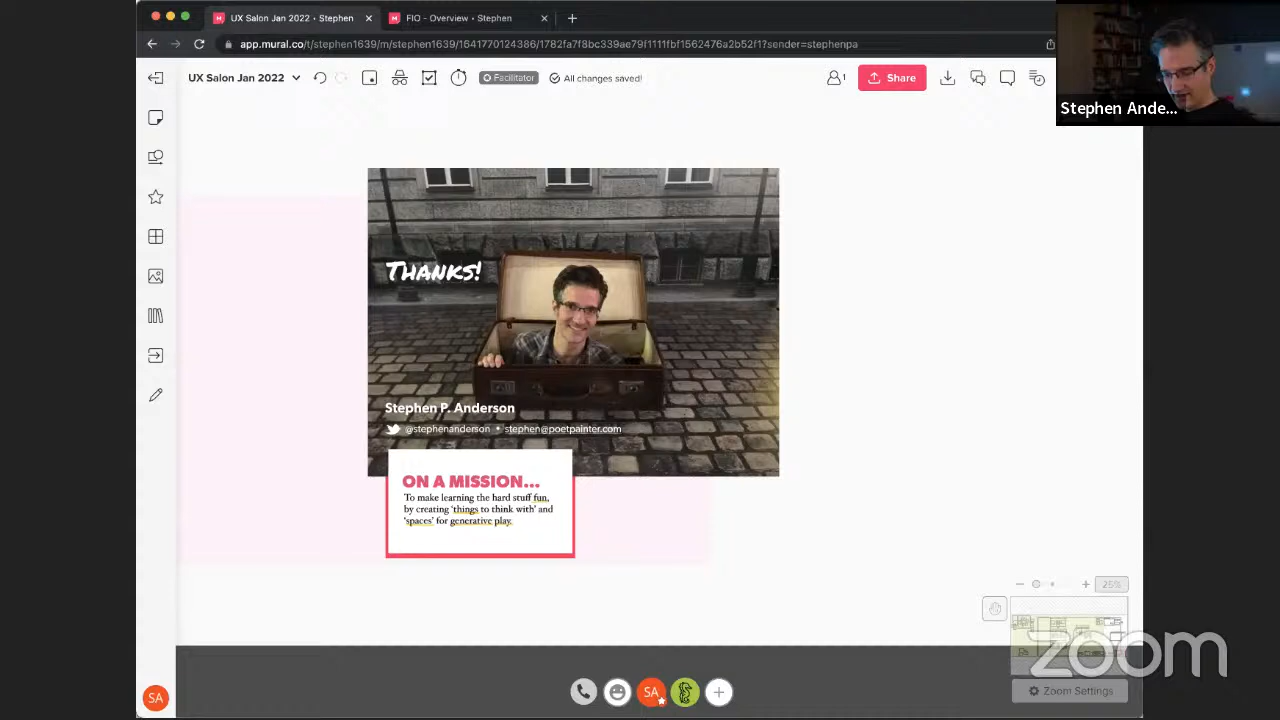 UX Salon Jan 2022 • Stephen
FIO - Overview • Stephen
app.mural.co/t/stephen1639/m/stephen1639/1641770124386/1782fa7f8bc339ae79f1111fbf1562476a2b52f1?sender=stephenpa
UX Salon Jan 2022
Facilitator
All changes saved!
1
Share
Stephen Ande...
THANKS!
Stephen P. Anderson
@stephenanderson • stephen@poetpainter.com
ON A MISSION...
To make learning the hard stuff fun,
by creating ‘things to think with’ and
‘spaces’ for generative play.
25%
zoom
Zoom Settings
SA
SA